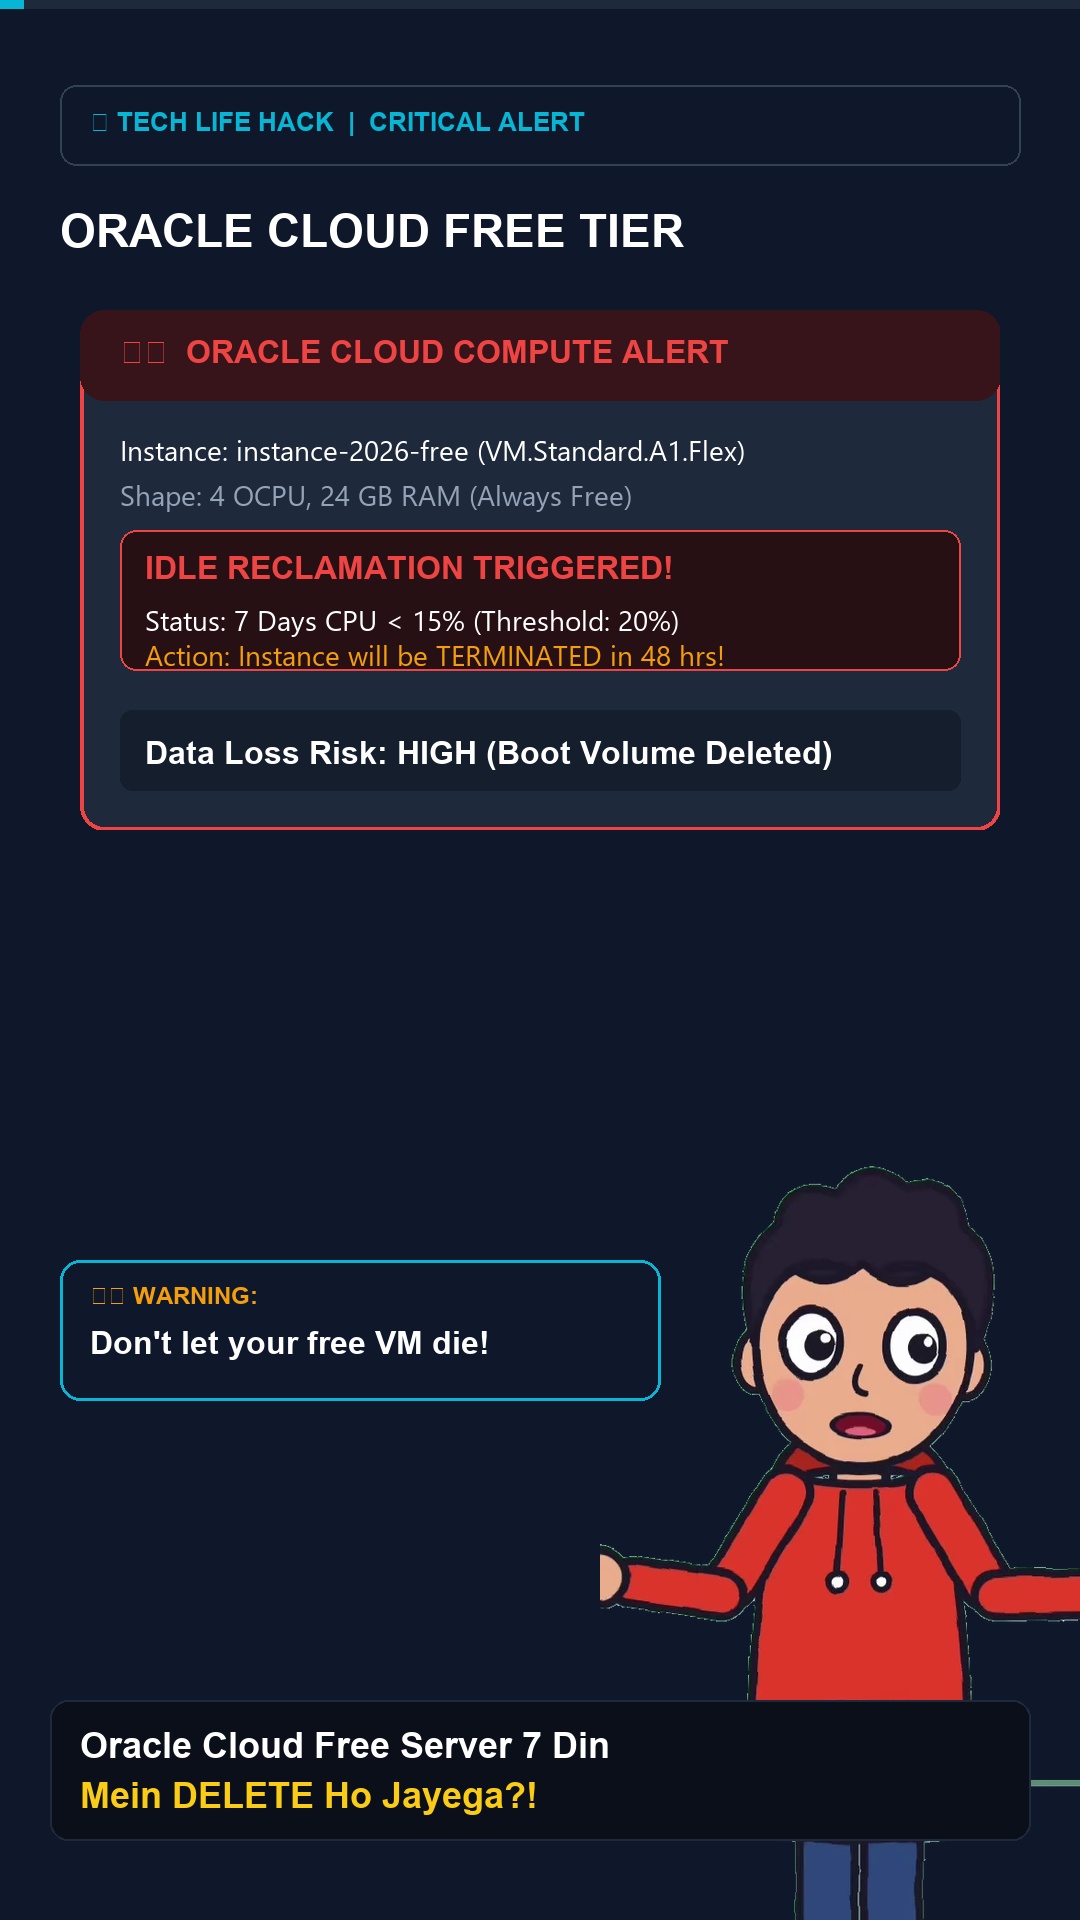 TECH LIFE HACK | CRITICAL ALERT
ORACLE CLOUD FREE TIER
ORACLE CLOUD COMPUTE ALERT
Instance: instance-2026-free (VM.Standard.A1.Flex)
Shape: 4 OCPU, 24 GB RAM (Always Free)
IDLE RECLAMATION TRIGGERED!
Status: 7 Days CPU < 15% (Threshold: 20%)
Action: Instance will be TERMINATED in 48 hrs!
Data Loss Risk: HIGH (Boot Volume Deleted)
WARNING:
Don't let your free VM die!
Oracle Cloud Free Server 7 Din
Mein DELETE Ho Jayega?!